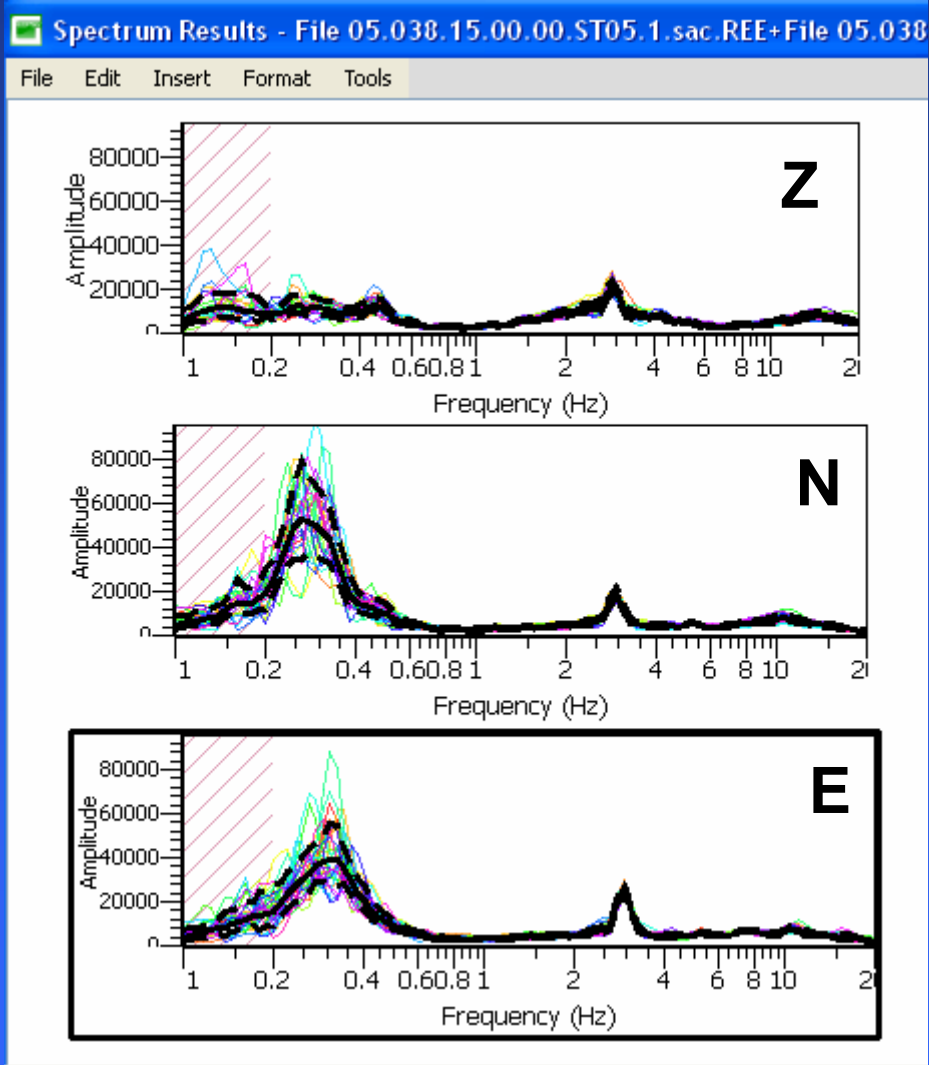 Spectrum Results - File 05.038.15.00.00.ST05.1.sac.REE+File 05.038
File Edit Insert Format Tools
Z
Amplitude
80000
60000
40000
20000
1 0.2 0.4 0.6 0.8 1 2 4 6 8 10
Frequency (Hz)
N
Amplitude
80000
60000
40000
20000
1 0.2 0.4 0.6 0.8 1 2 4 6 8 10
Frequency (Hz)
E
Amplitude
80000
60000
40000
20000
1 0.2 0.4 0.6 0.8 1 2 4 6 8 10
Frequency (Hz)